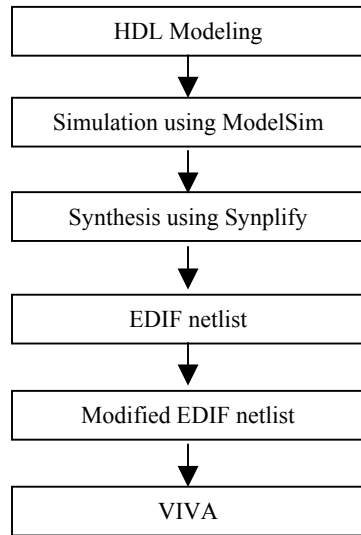 HDL Modeling
Simulation using ModelSim
Synthesis using Synplify
EDIF netlist
Modified EDIF netlist
VIVA